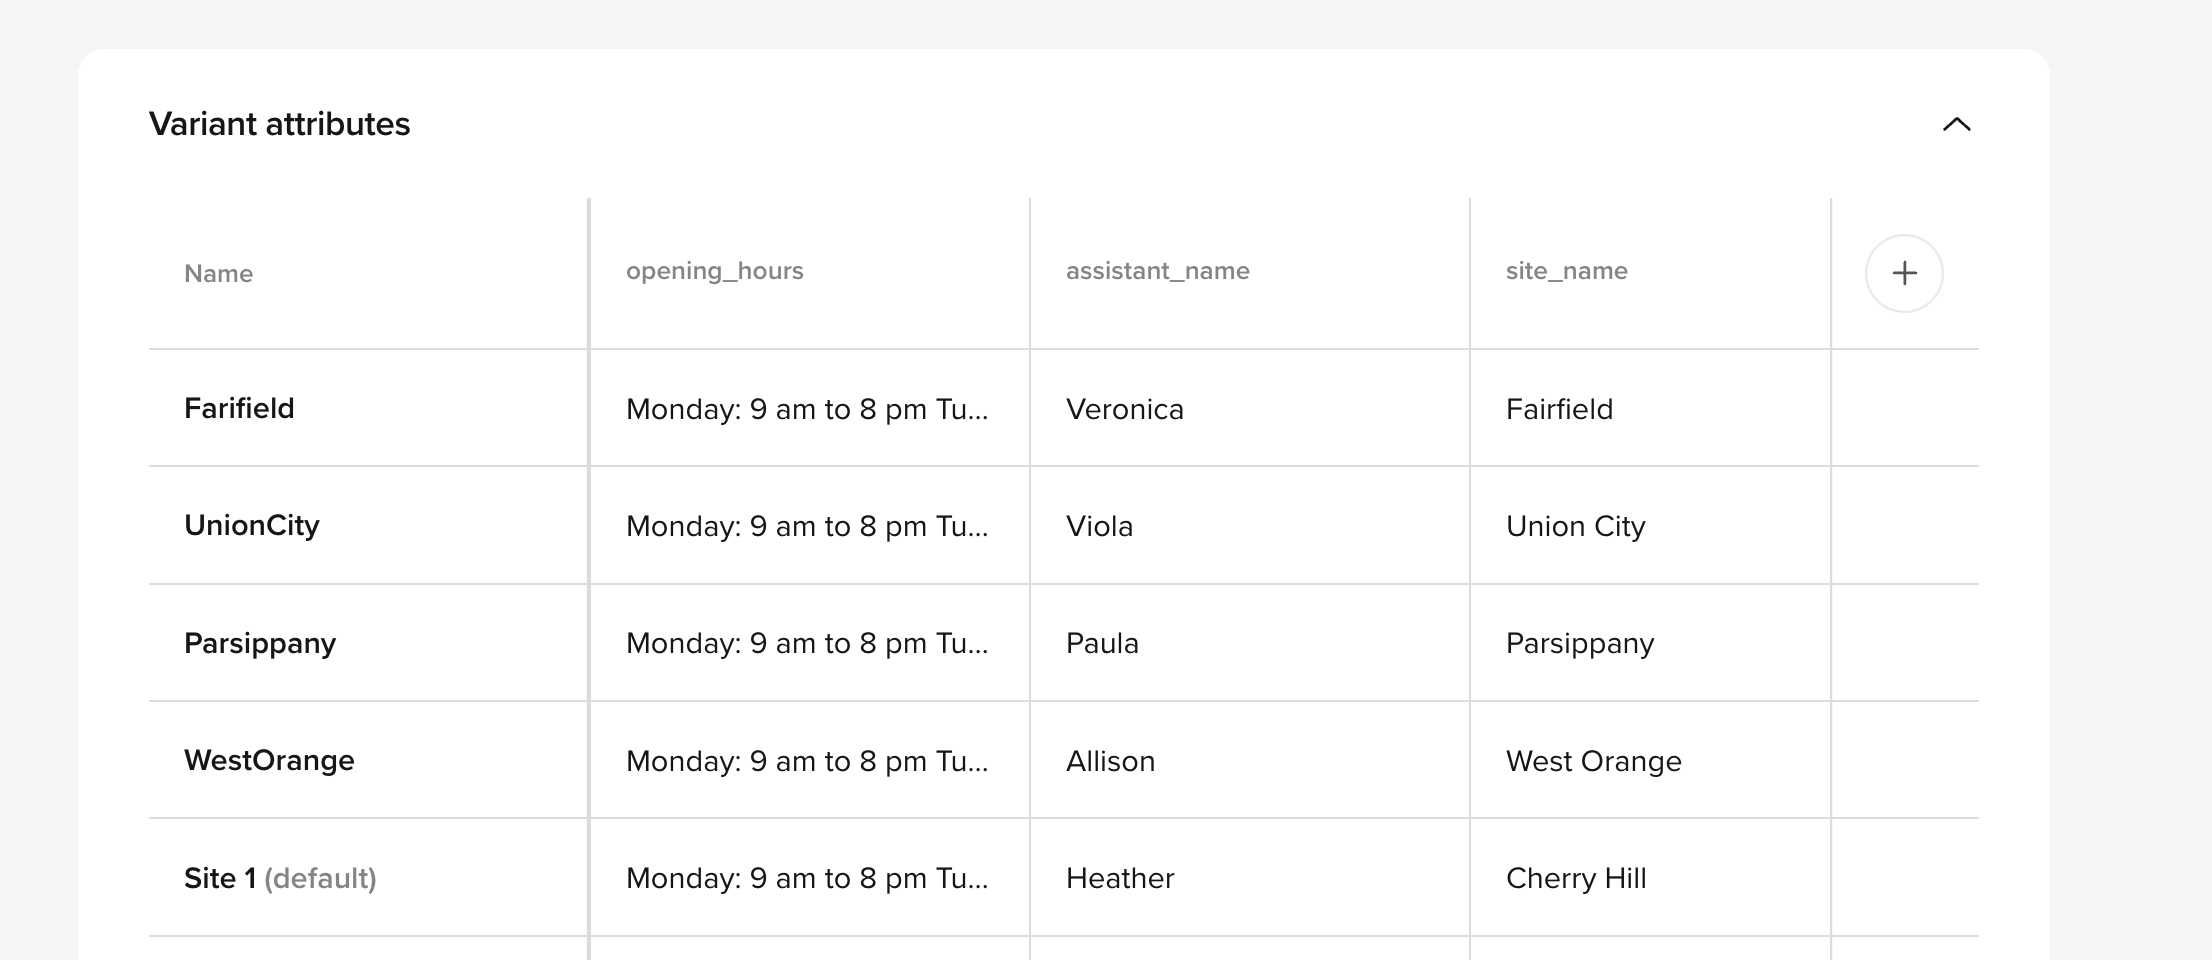 Variant attributes
Name opening_hours assistant_name site_name
Farifield Monday: 9 am to 8 pm Tu... Veronica Fairfield
UnionCity Monday: 9 am to 8 pm Tu... Viola Union City
Parsippany Monday: 9 am to 8 pm Tu... Paula Parsippany
WestOrange Monday: 9 am to 8 pm Tu... Allison West Orange
Site 1 (default) Monday: 9 am to 8 pm Tu... Heather Cherry Hill